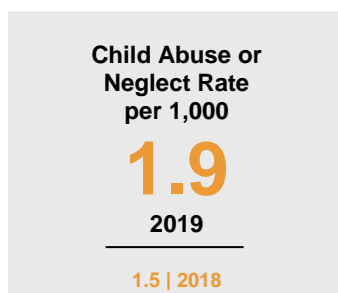 Child Abuse or
Neglect Rate
per 1,000
1.9
2019
1.5 | 2018